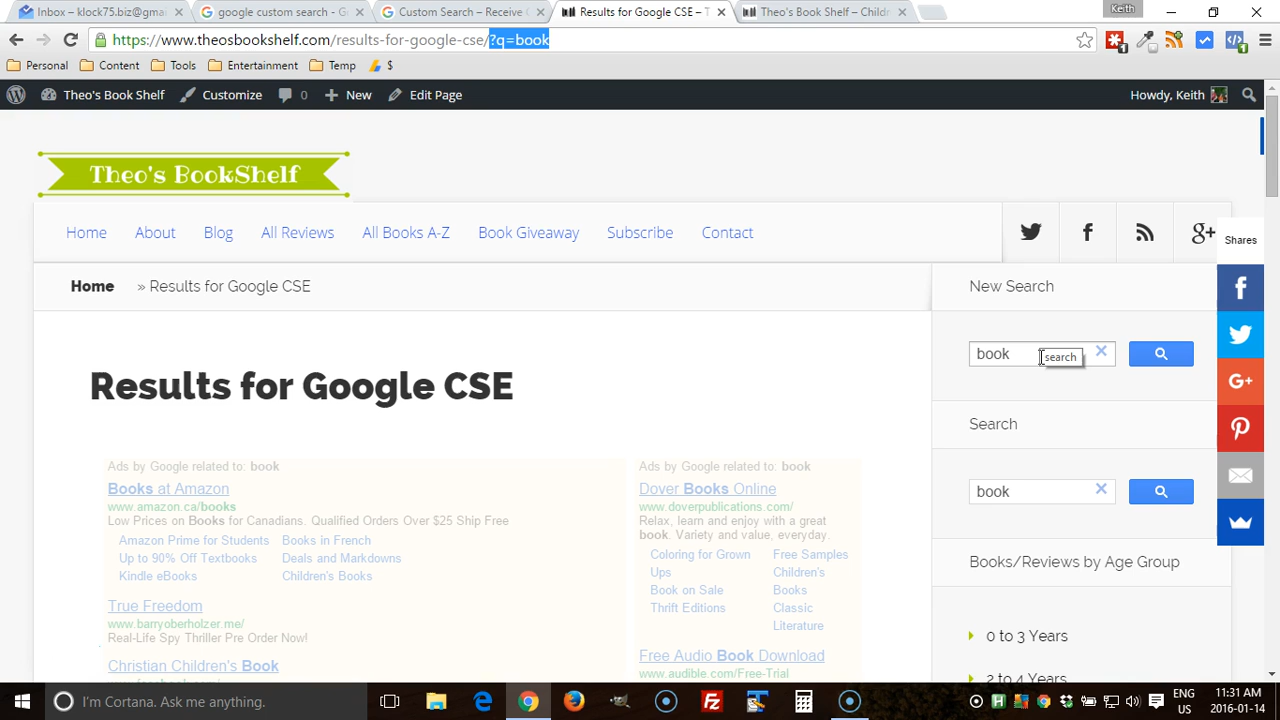 Inbox – klock75.biz@gma
google custom search - G
Custom Search – Receive C
Results for Google CSE – T
Theo's Book Shelf – Childr
Keith
https://www.theosbookshelf.com/results-for-google-cse/?q=book
Personal Content Tools Entertainment Temp $
Theo's Book Shelf Customize 0 New Edit Page Howdy, Keith
Theo's BookShelf
Home About Blog All Reviews All Books A-Z Book Giveaway Subscribe Contact
g+
Shares
Home » Results for Google CSE
New Search
book
search
Results for Google CSE
Search
book
Ads by Google related to: book
Books at Amazon
www.amazon.ca/books
Low Prices on Books for Canadians. Qualified Orders Over $25 Ship Free
Amazon Prime for Students Books in French
Up to 90% Off Textbooks Deals and Markdowns
Kindle eBooks Children's Books
True Freedom
www.barryoberholzer.me/
Real-Life Spy Thriller Pre Order Now!
Christian Children's Book
Ads by Google related to: book
Dover Books Online
www.doverpublications.com/
Relax, learn and enjoy with a great
book. Variety and value, everyday.
Coloring for Grown Ups
Book on Sale
Thrift Editions
Free Samples
Children's Books
Classic Literature
Free Audio Book Download
www.audible.com/Free-Trial
Books/Reviews by Age Group
0 to 3 Years
2 to 4 Years
I'm Cortana. Ask me anything.
ENG
US
11:31 AM
2016-01-14